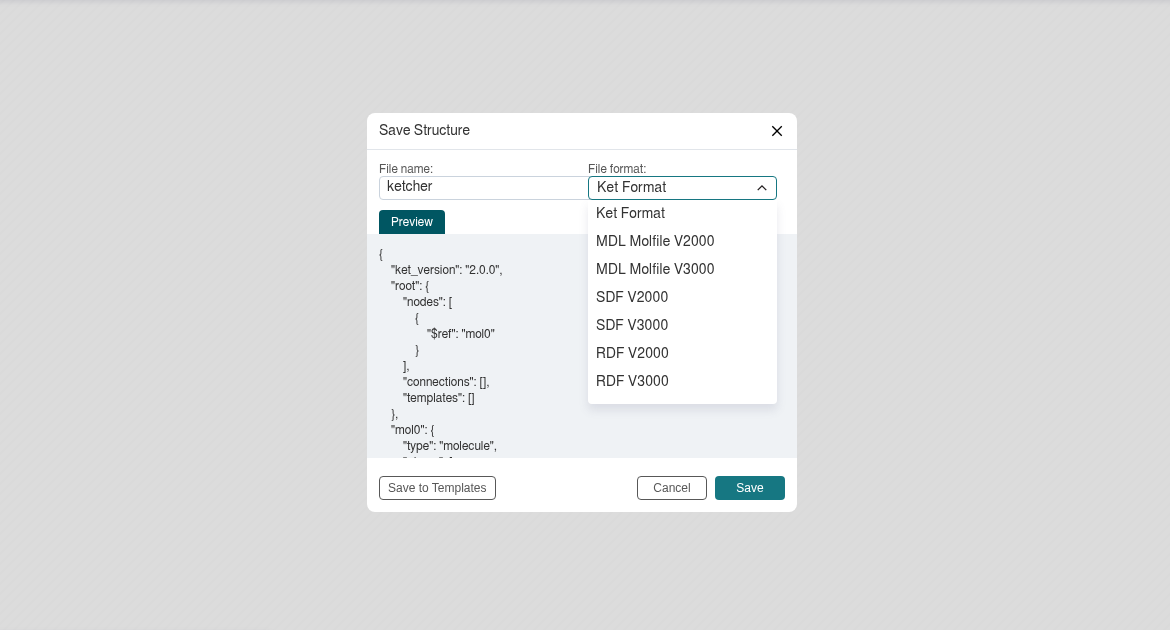 Save Structure
File name:
File format:
ketcher
Ket Format
Ket Format
MDL Molfile V2000
MDL Molfile V3000
SDF V2000
SDF V3000
RDF V2000
RDF V3000
Preview
{
"ket_version": "2.0.0",
"root": {
"nodes": [
{
"$ref": "mol0"
}
],
"connections": [],
"templates": []
},
"mol0": {
"type": "molecule",
Save to Templates
Cancel
Save